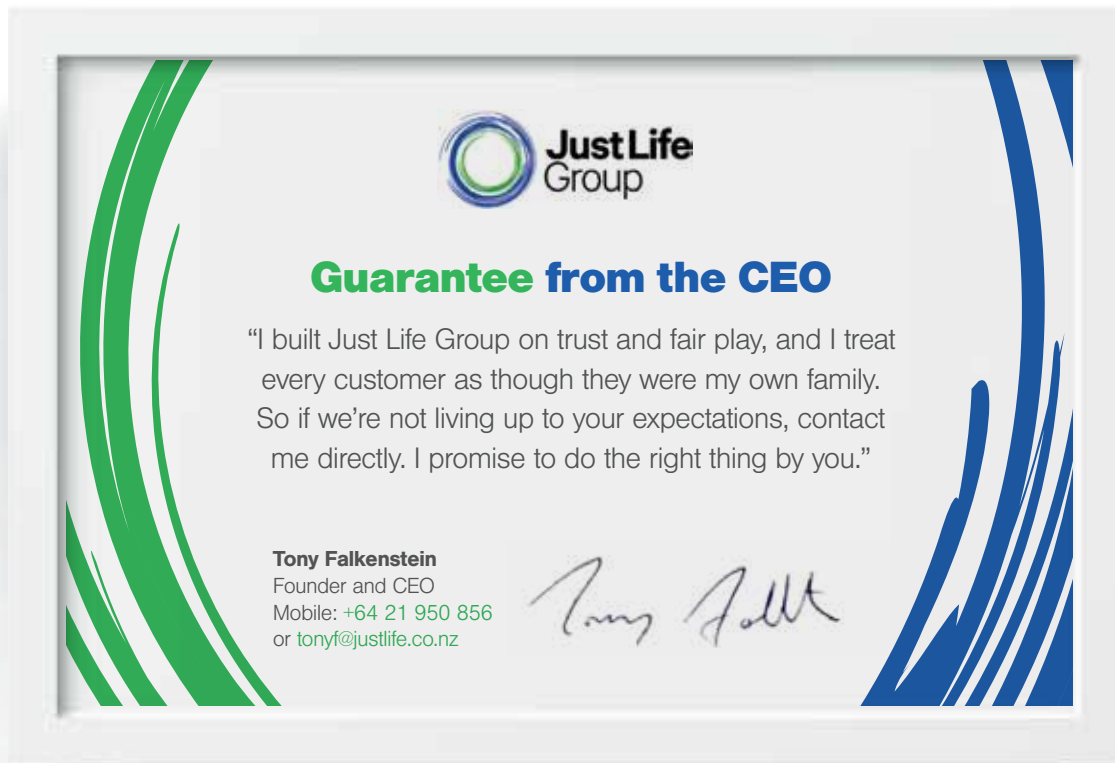 Just Life
Group
Guarantee from the CEO
“I built Just Life Group on trust and fair play, and I treat
every customer as though they were my own family.
So if we’re not living up to your expectations, contact
me directly. I promise to do the right thing by you.”
Tony Falkenstein
Founder and CEO
Mobile: +64 21 950 856
or tonyf@justlife.co.nz